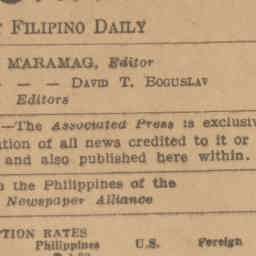 FILIPINO DAILY
M'ARAMAG, Editor
— — DAVID T. BOGUSLAV
Editors
—The Associated Press is exclusiv
tion of all news credited to it or
and also published here within.
the Philippines of the
Newspaper Alliance
TION RATES
Philippines U.S. Foreign